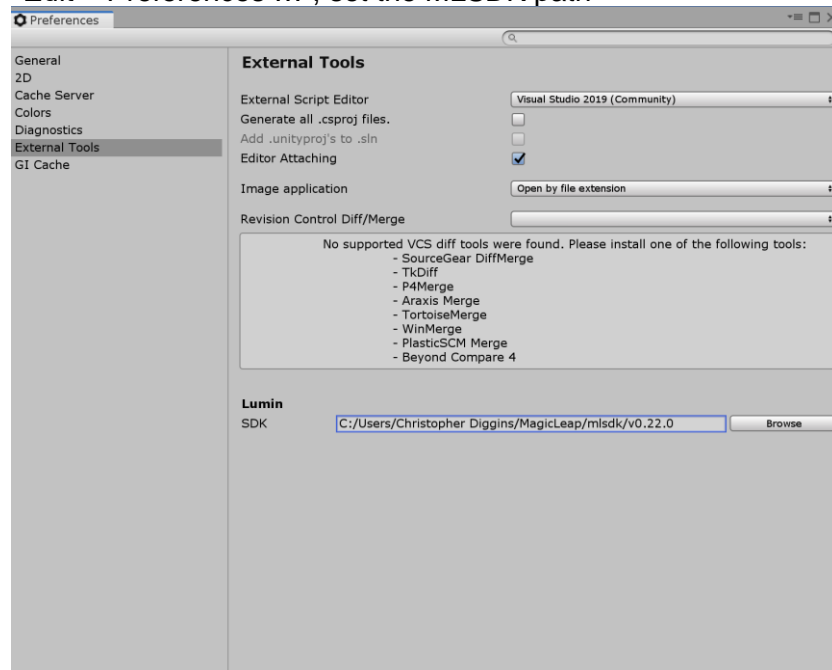 Preferences
General
2D
Cache Server
Colors
Diagnostics
External Tools
GI Cache
External Tools
External Script Editor Visual Studio 2019 (Community)
Generate all .csproj files.
Add .unityproj's to .sln
Editor Attaching
Image application Open by file extension
Revision Control Diff/Merge
No supported VCS diff tools were found. Please install one of the following tools:
- SourceGear DiffMerge
- TkDiff
- P4Merge
- Araxis Merge
- TortoiseMerge
- WinMerge
- PlasticSCM Merge
- Beyond Compare 4
Lumin
SDK C:/Users/Christopher Diggins/MagicLeap/mlsdk/v0.22.0 Browse